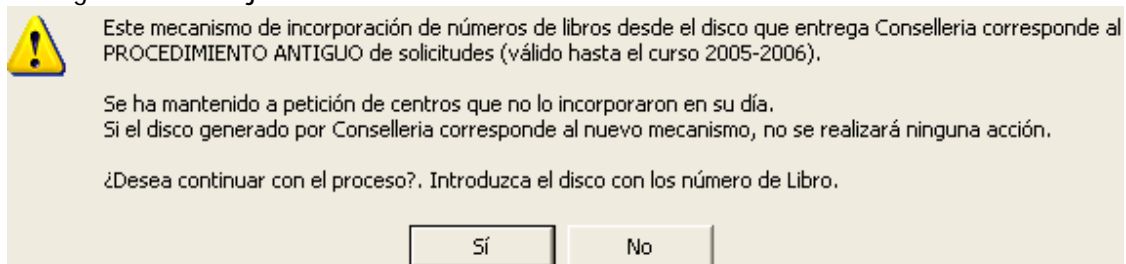 Este mecanismo de incorporación de números de libros desde el disco que entrega Conselleria corresponde al
PROCEDIMIENTO ANTIGUO de solicitudes (válido hasta el curso 2005-2006).
Se ha mantenido a petición de centros que no lo incorporaron en su día.
Si el disco generado por Conselleria corresponde al nuevo mecanismo, no se realizará ninguna acción.
¿Desea continuar con el proceso?. Introduzca el disco con los número de Libro.
Sí No